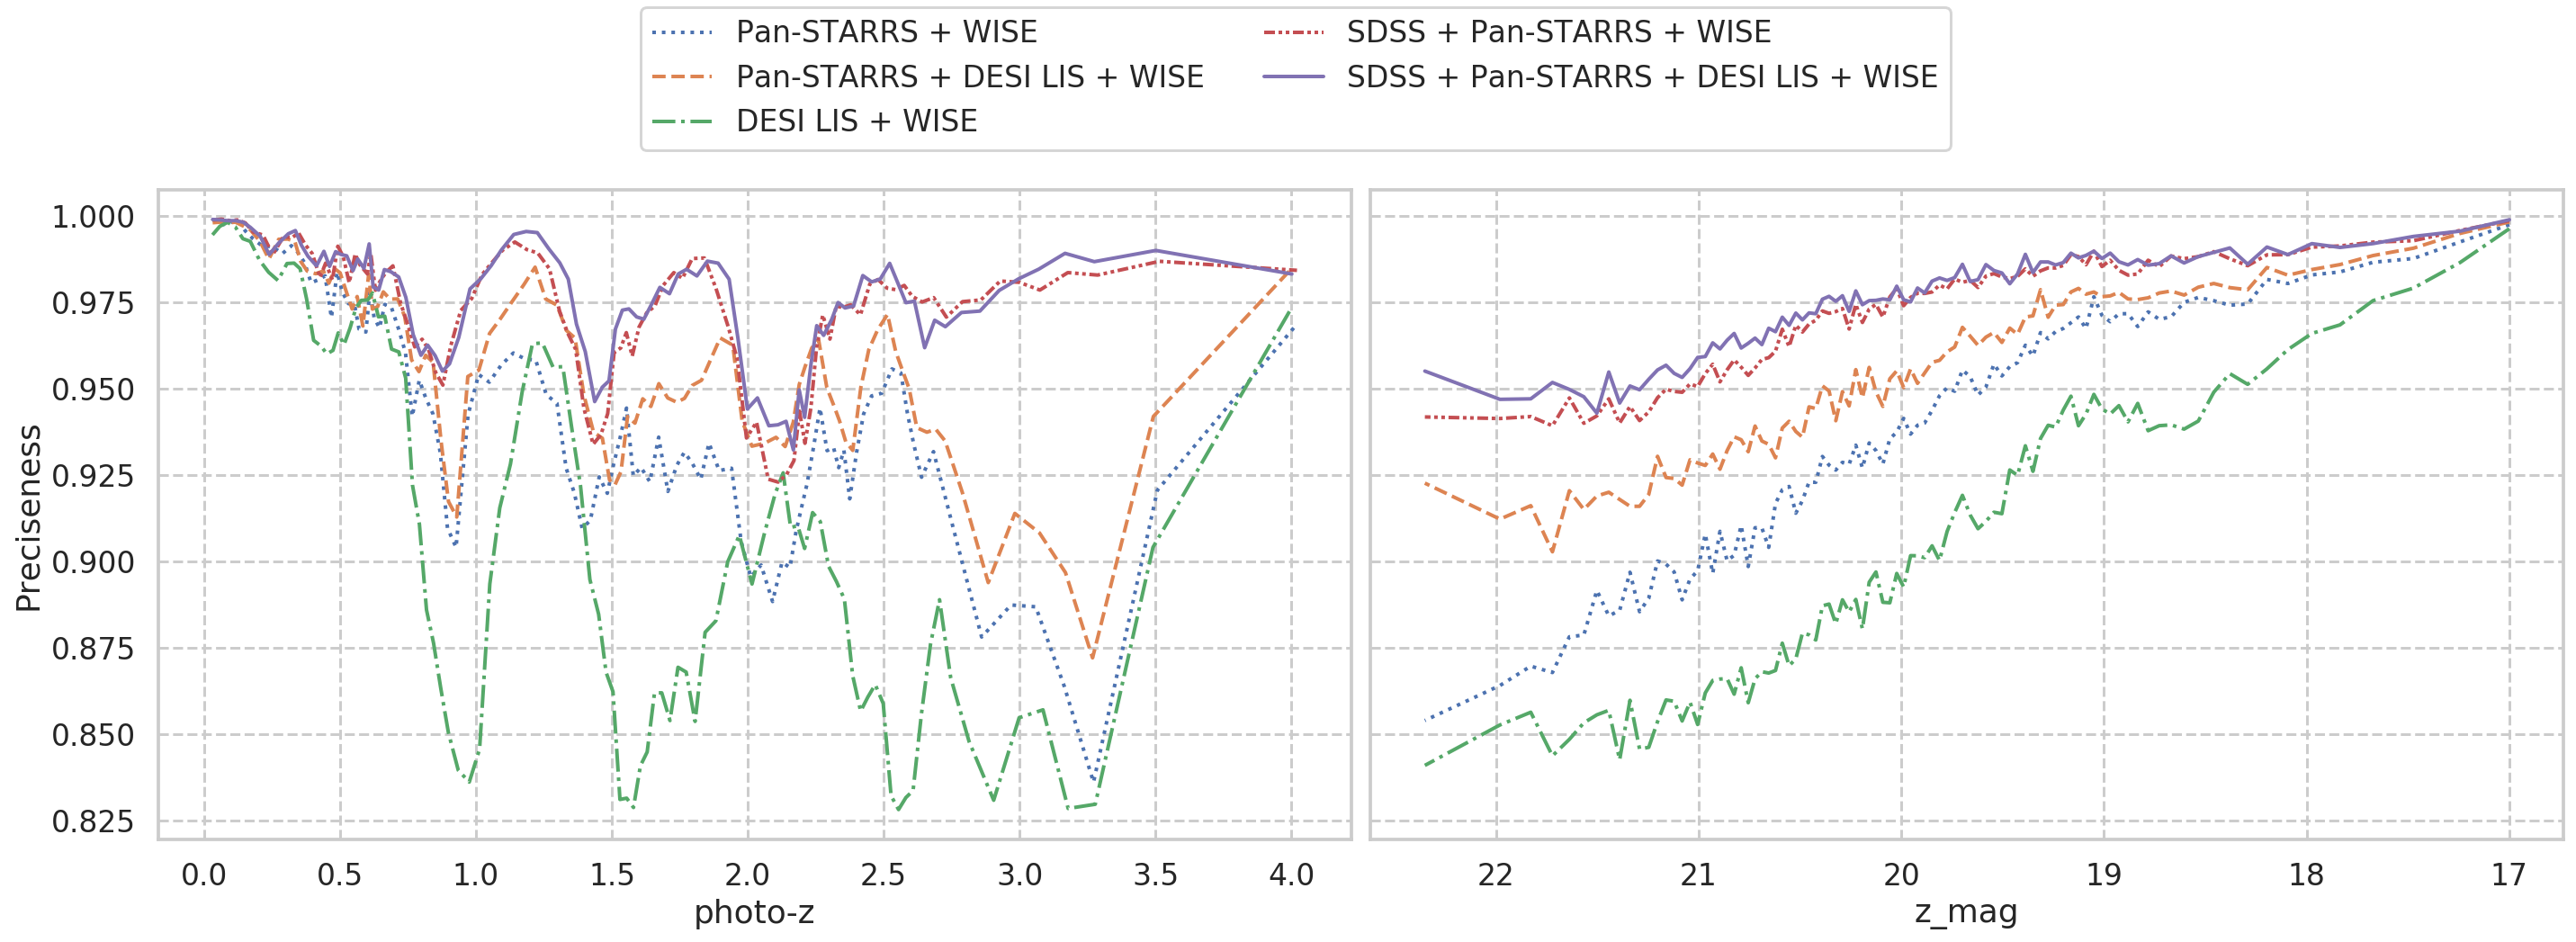 Pan-STARRS + WISE
Pan-STARRS + DESI LIS + WISE
DESI LIS + WISE
SDSS + Pan-STARRS + WISE
SDSS + Pan-STARRS + DESI LIS + WISE
Preciseness
1.000
0.975
0.950
0.925
0.900
0.875
0.850
0.825
0.0 0.5 1.0 1.5 2.0 2.5 3.0 3.5 4.0
photo-z
22 21 20 19 18 17
z_mag